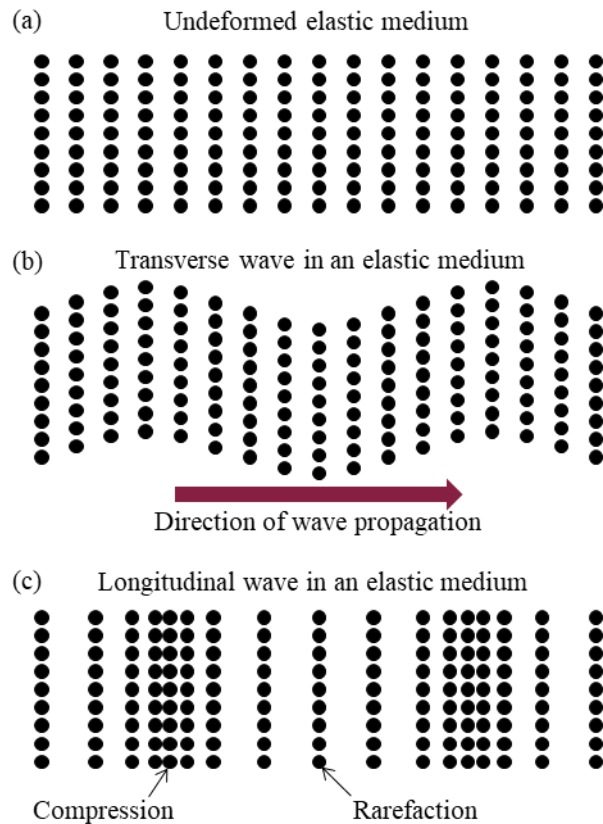 (a)
Undeformed elastic medium
(b)
Transverse wave in an elastic medium
Direction of wave propagation
(c)
Longitudinal wave in an elastic medium
Compression
Rarefaction